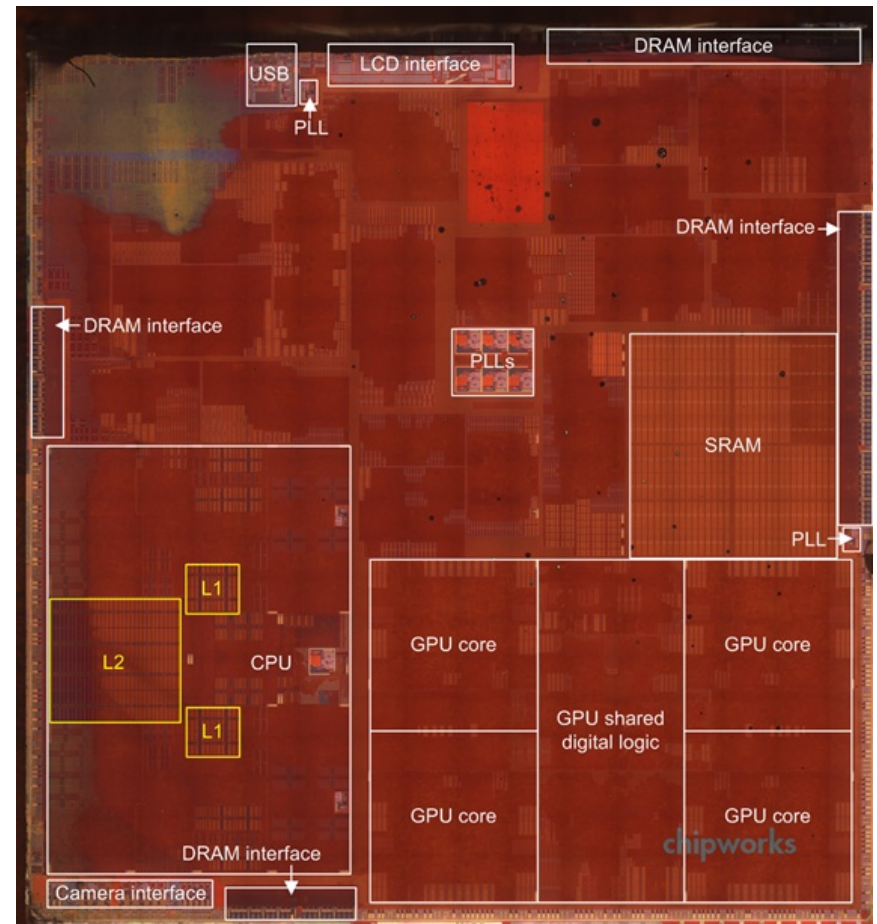 DRAM interface
LCD interface
USB
PLL
DRAM interface
DRAM interface
PLLs
SRAM
PLL
L1
L2
CPU
L1
GPU core
GPU core
GPU shared
digital logic
GPU core
GPU core
chipworks
DRAM interface
Camera interface